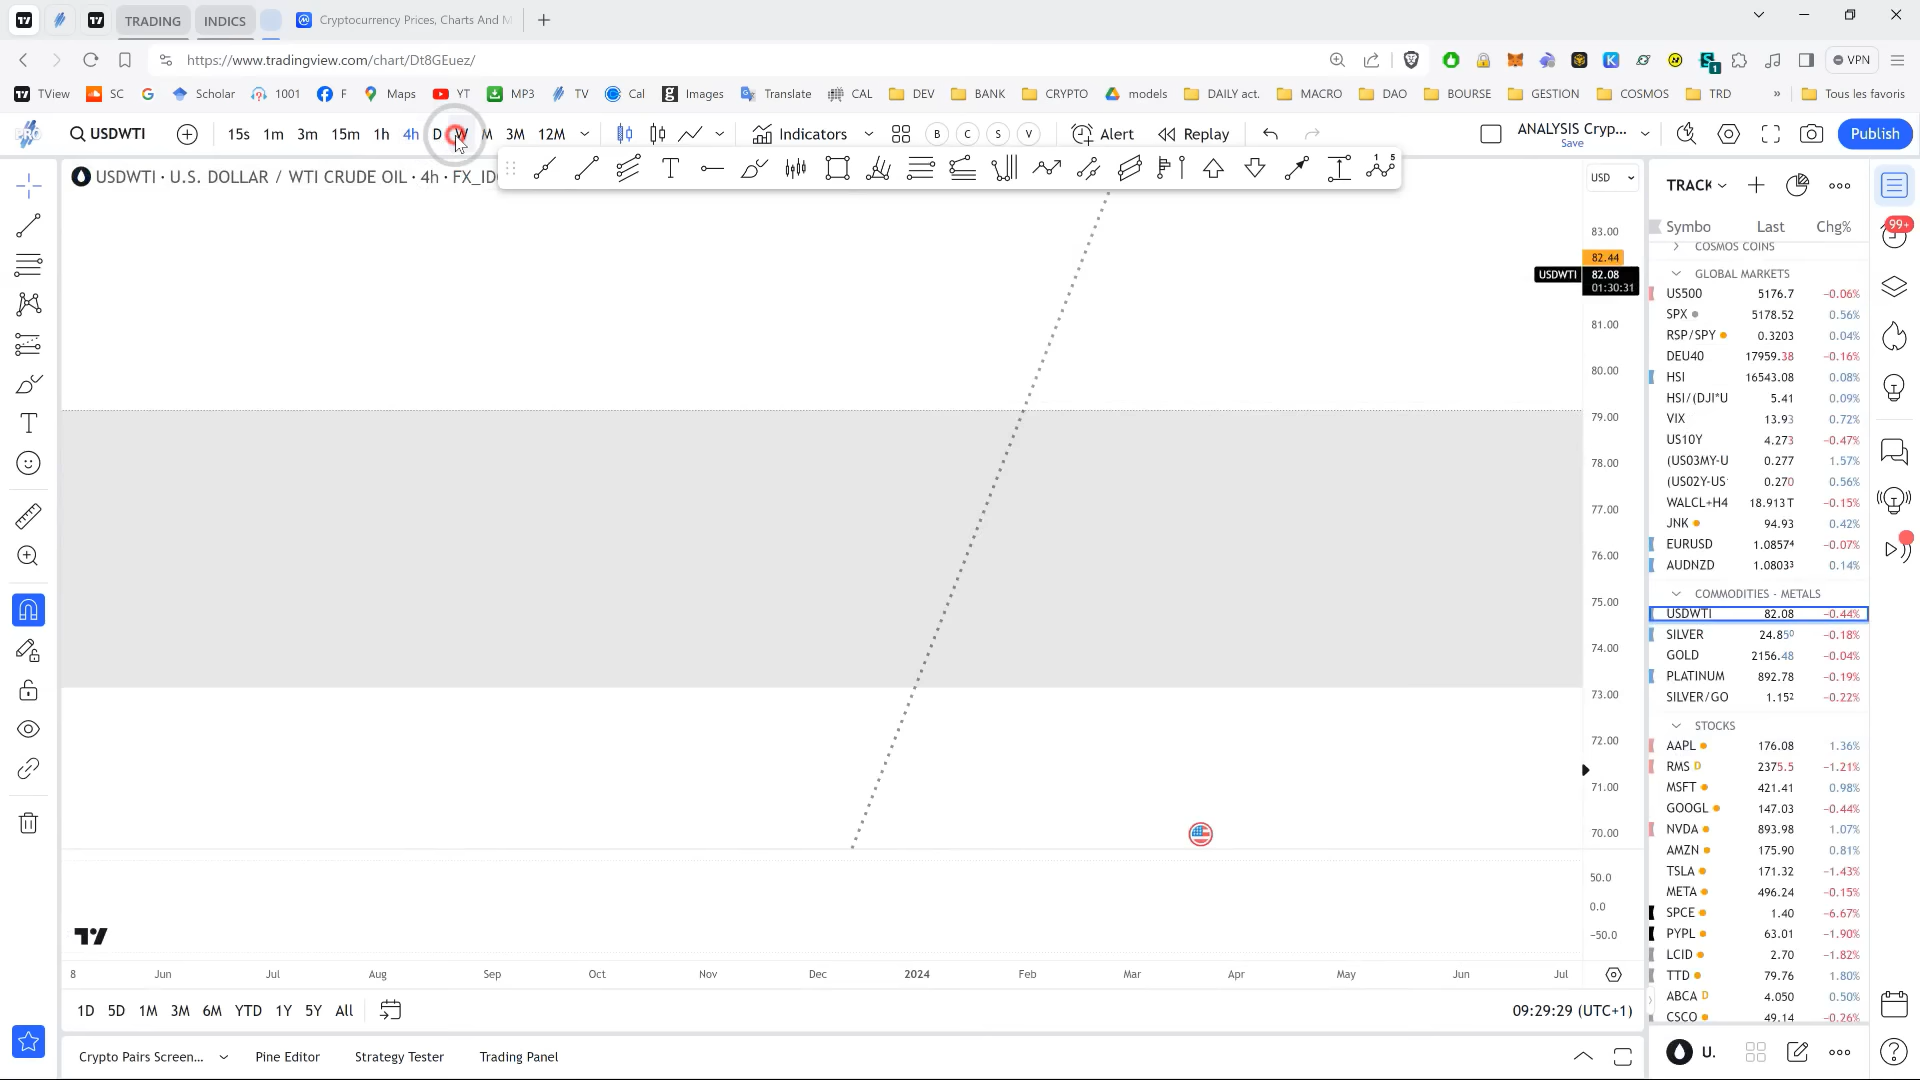 TRADING
INDICS
Cryptocurrency Prices, Charts And M
https://www.tradingview.com/chart/Dt8GEuez/
1
VPN
TView
SC
Scholar
1001
F
Maps
YT
MP3
TV
Cal
Images
Translate
CAL
DEV
BANK
CRYPTO
models
DAILY act.
MACRO
DAO
BOURSE
GESTION
COSMOS
TRD
Tous les favoris
PRO
USDWTI
15s
1m
3m
15m
1h
4h
D
W
M
3M
12M
Indicators
B
C
S
V
Alert
Replay
ANALYSIS Cryp...
Save
Publish
USDWTI · U.S. DOLLAR / WTI CRUDE OIL · 4h · FX_ID
USD
83.00
82.44
USDWTI 82.08
01:30:31
81.00
80.00
79.00
78.00
77.00
76.00
75.00
74.00
73.00
72.00
71.00
70.00
50.0
0.0
−50.0
8 Jun Jul Aug Sep Oct Nov Dec 2024 Feb Mar Apr May Jun Jul
1D 5D 1M 3M 6M YTD 1Y 5Y All
09:29:29 (UTC+1)
Crypto Pairs Screen...
Pine Editor
Strategy Tester
Trading Panel
TRACK
99+
Symbo Last Chg%
COSMOS COINS
GLOBAL MARKETS
US500 5176.7 −0.06%
SPX 5178.52 0.56%
RSP/SPY 0.3203 0.04%
DEU40 17959.38 −0.16%
HSI 16543.08 0.08%
HSI/(DJI*U 5.41 0.09%
VIX 13.93 0.72%
US10Y 4.273 −0.47%
(US03MY-U 0.277 1.57%
(US02Y-US 0.270 0.56%
WALCL+H4 18.913T −0.15%
JNK 94.93 0.42%
EURUSD 1.08574 −0.07%
AUDNZD 1.08033 0.14%
COMMODITIES - METALS
USDWTI 82.08 −0.44%
SILVER 24.850 −0.18%
GOLD 2156.48 −0.04%
PLATINUM 892.78 −0.19%
SILVER/GO 1.152 −0.22%
STOCKS
AAPL 176.08 1.36%
RMS D 2375.5 −1.21%
MSFT 421.41 0.98%
GOOGL 147.03 −0.44%
NVDA 893.98 1.07%
AMZN 175.90 0.81%
TSLA 171.32 −1.43%
META 496.24 −0.15%
SPCE 1.40 −6.67%
PYPL 63.01 −1.90%
LCID 2.70 −1.82%
TTD 79.76 1.80%
ABCA D 4.050 0.50%
CSCO 49.14 −0.26%
U.